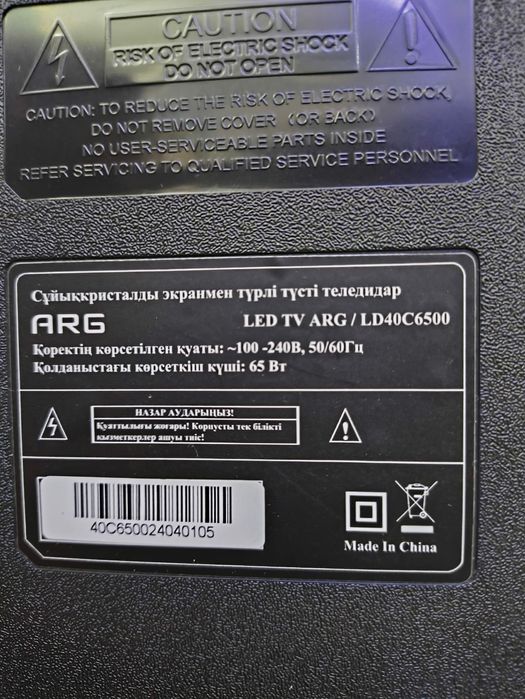 CAUTION
RISK OF ELECTRIC SHOCK
DO NOT OPEN
CAUTION: TO REDUCE THE RISK OF ELECTRIC SHOCK,
DO NOT REMOVE COVER (OR BACK)
NO USER-SERVICEABLE PARTS INSIDE
REFER SERVICING TO QUALIFIED SERVICE PERSONNEL
Сұйықкристалды экранмен түрлі түсті теледидар
ARG LED TV ARG / LD40C6500
Қоректің көрсетілген қуаты: ~100 -240В, 50/60Гц
Қолданыстағы көрсеткіш күші: 65 Вт
НАЗАР АУДАРЫҢЫЗ!
Қуаттылығы жоғары! Корпусты тек білікті
қызметкерлер ашуы тиіс!
40C650024040105
Made In China